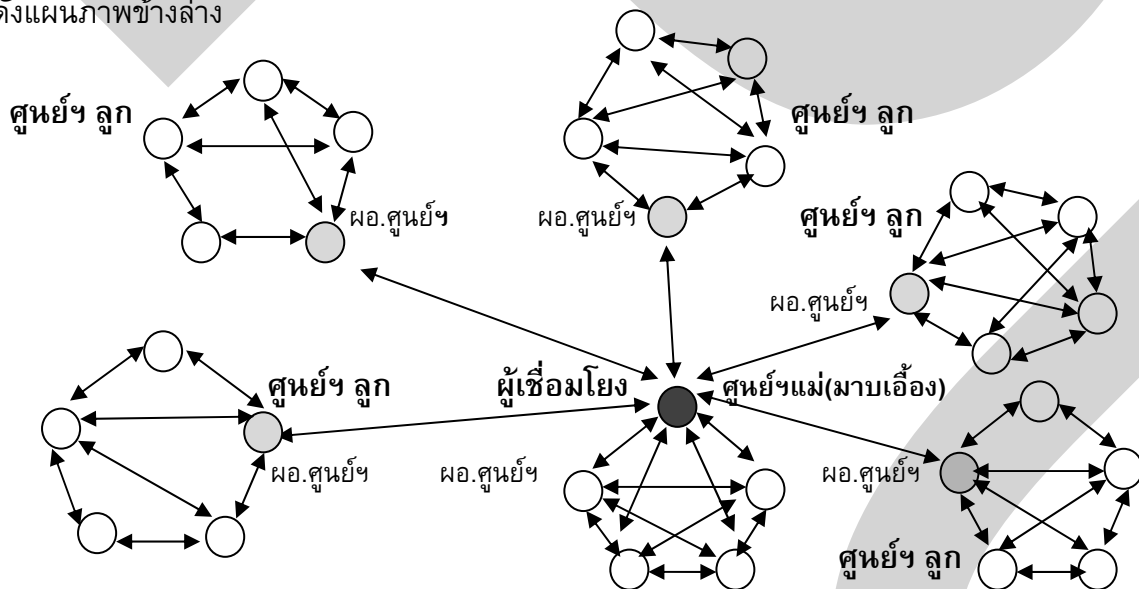 ดังแผนภาพข้างล่าง
ศูนย์ฯ ลูก
ศูนย์ฯ ลูก
ผอ.ศูนย์ฯ
ผอ.ศูนย์ฯ
ศูนย์ฯ ลูก
ผอ.ศูนย์ฯ
ศูนย์ฯ ลูก
ผู้เชื่อมโยง
ศูนย์ฯแม่(มาบเอื้อง)
ผอ.ศูนย์ฯ
ผอ.ศูนย์ฯ
ผอ.ศูนย์ฯ
ศูนย์ฯ ลูก